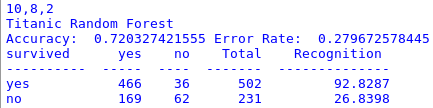 10,8,2
Titanic Random Forest
Accuracy:  0.720327421555 Error Rate:  0.279672578445
survived      yes    no    Total    Recognition
----------  -----  ----  -------  -------------
yes           466    36      502        92.8287
no            169    62      231        26.8398